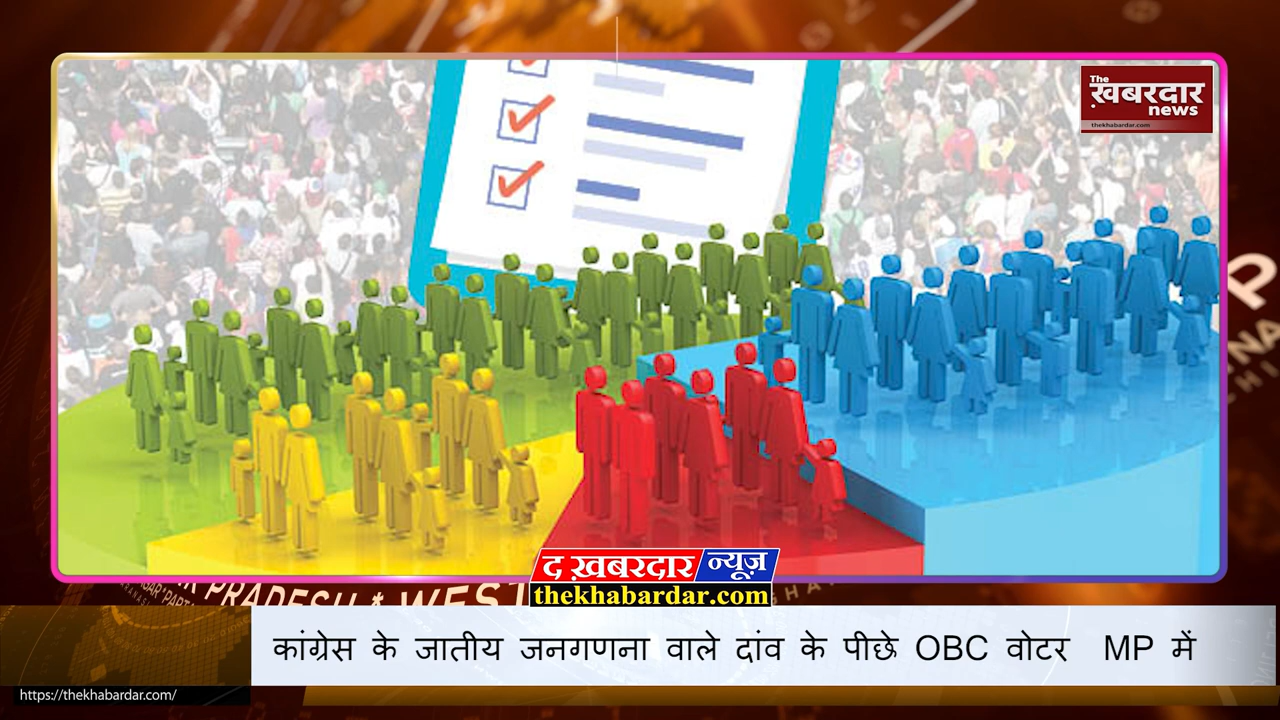 The
ख़बरदार
news
thekhabardar.com
द ख़बरदार न्यूज़
thekhabardar.com
PRADESH * WEST
कांग्रेस के जातीय जनगणना वाले दांव के पीछे OBC वोटर MP में
https://thekhabardar.com/